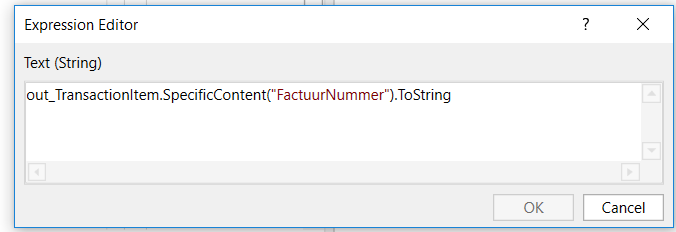 Expression Editor
?
Text (String)
out_TransactionItem.SpecificContent("FactuurNummer").ToString
OK
Cancel